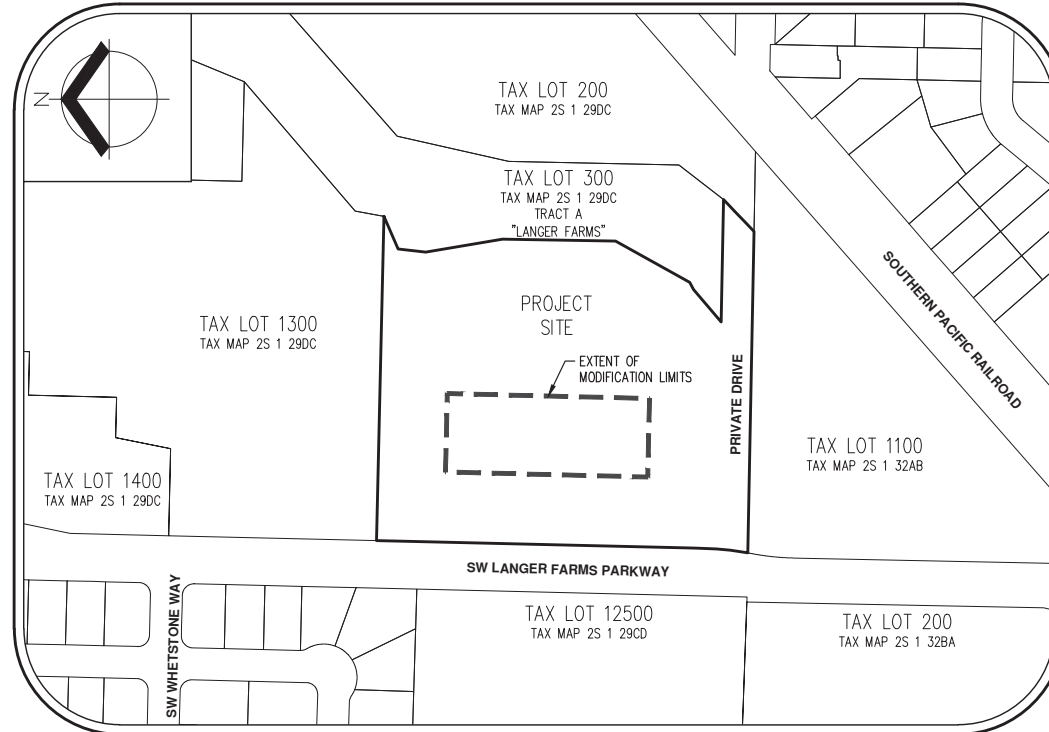 N
TAX LOT 200
TAX MAP 2S 1 29DC
TAX LOT 300
TAX MAP 2S 1 29DC
TRACT A
"LANGER FARMS"
PROJECT
SITE
TAX LOT 1300
TAX MAP 2S 1 29DC
EXTENT OF
MODIFICATION LIMITS
PRIVATE DRIVE
SOUTHERN PACIFIC RAILROAD
TAX LOT 1100
TAX MAP 2S 1 32AB
TAX LOT 1400
TAX MAP 2S 1 29DC
SW LANGER FARMS PARKWAY
SW WHETSTONE WAY
TAX LOT 12500
TAX MAP 2S 1 29CD
TAX LOT 200
TAX MAP 2S 1 32BA